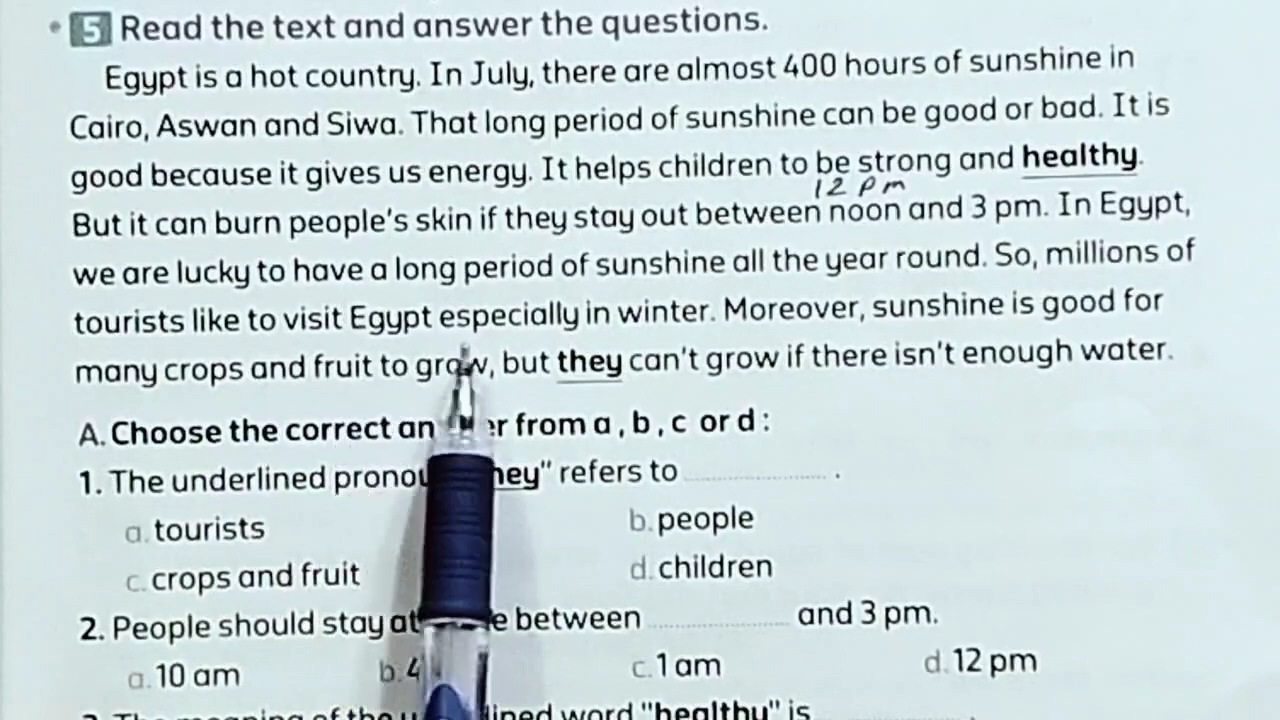 5 Read the text and answer the questions.
Egypt is a hot country. In July, there are almost 400 hours of sunshine in
Cairo, Aswan and Siwa. That long period of sunshine can be good or bad. It is
good because it gives us energy. It helps children to be strong and healthy.
12 pm
But it can burn people's skin if they stay out between noon and 3 pm. In Egypt,
we are lucky to have a long period of sunshine all the year round. So, millions of
tourists like to visit Egypt especially in winter. Moreover, sunshine is good for
many crops and fruit to grow, but they can't grow if there isn't enough water.
A. Choose the correct an er from a , b , c or d :
1. The underlined pronou hey" refers to ............... .
a. tourists b. people
c. crops and fruit d. children
2. People should stay at e between ............... and 3 pm.
a. 10 am b. 4 c. 1 am d. 12 pm
lined word "healthy" is ............... .